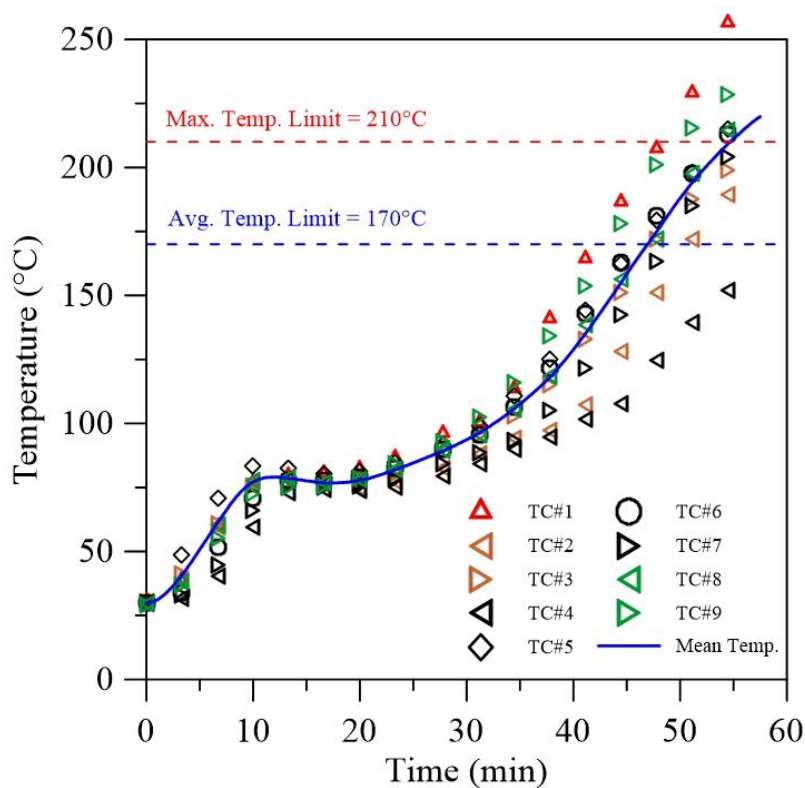 250
200
150
100
50
0
Temperature (°C)
Max. Temp. Limit = 210°C
Avg. Temp. Limit = 170°C
TC#1
TC#2
TC#3
TC#4
TC#5
TC#6
TC#7
TC#8
TC#9
Mean Temp.
0 10 20 30 40 50 60
Time (min)